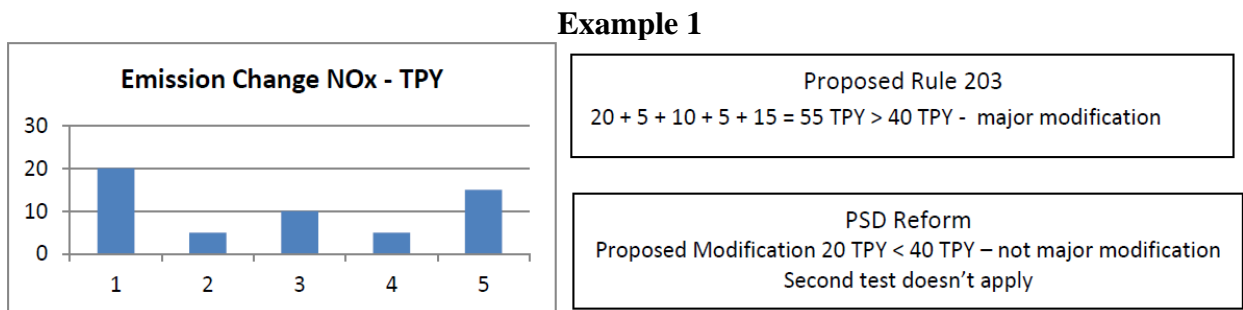 Example 1
Emission Change NOx - TPY
30
20
10
0
1 2 3 4 5
Proposed Rule 203
20 + 5 + 10 + 5 + 15 = 55 TPY > 40 TPY - major modification
PSD Reform
Proposed Modification 20 TPY < 40 TPY – not major modification
Second test doesn't apply